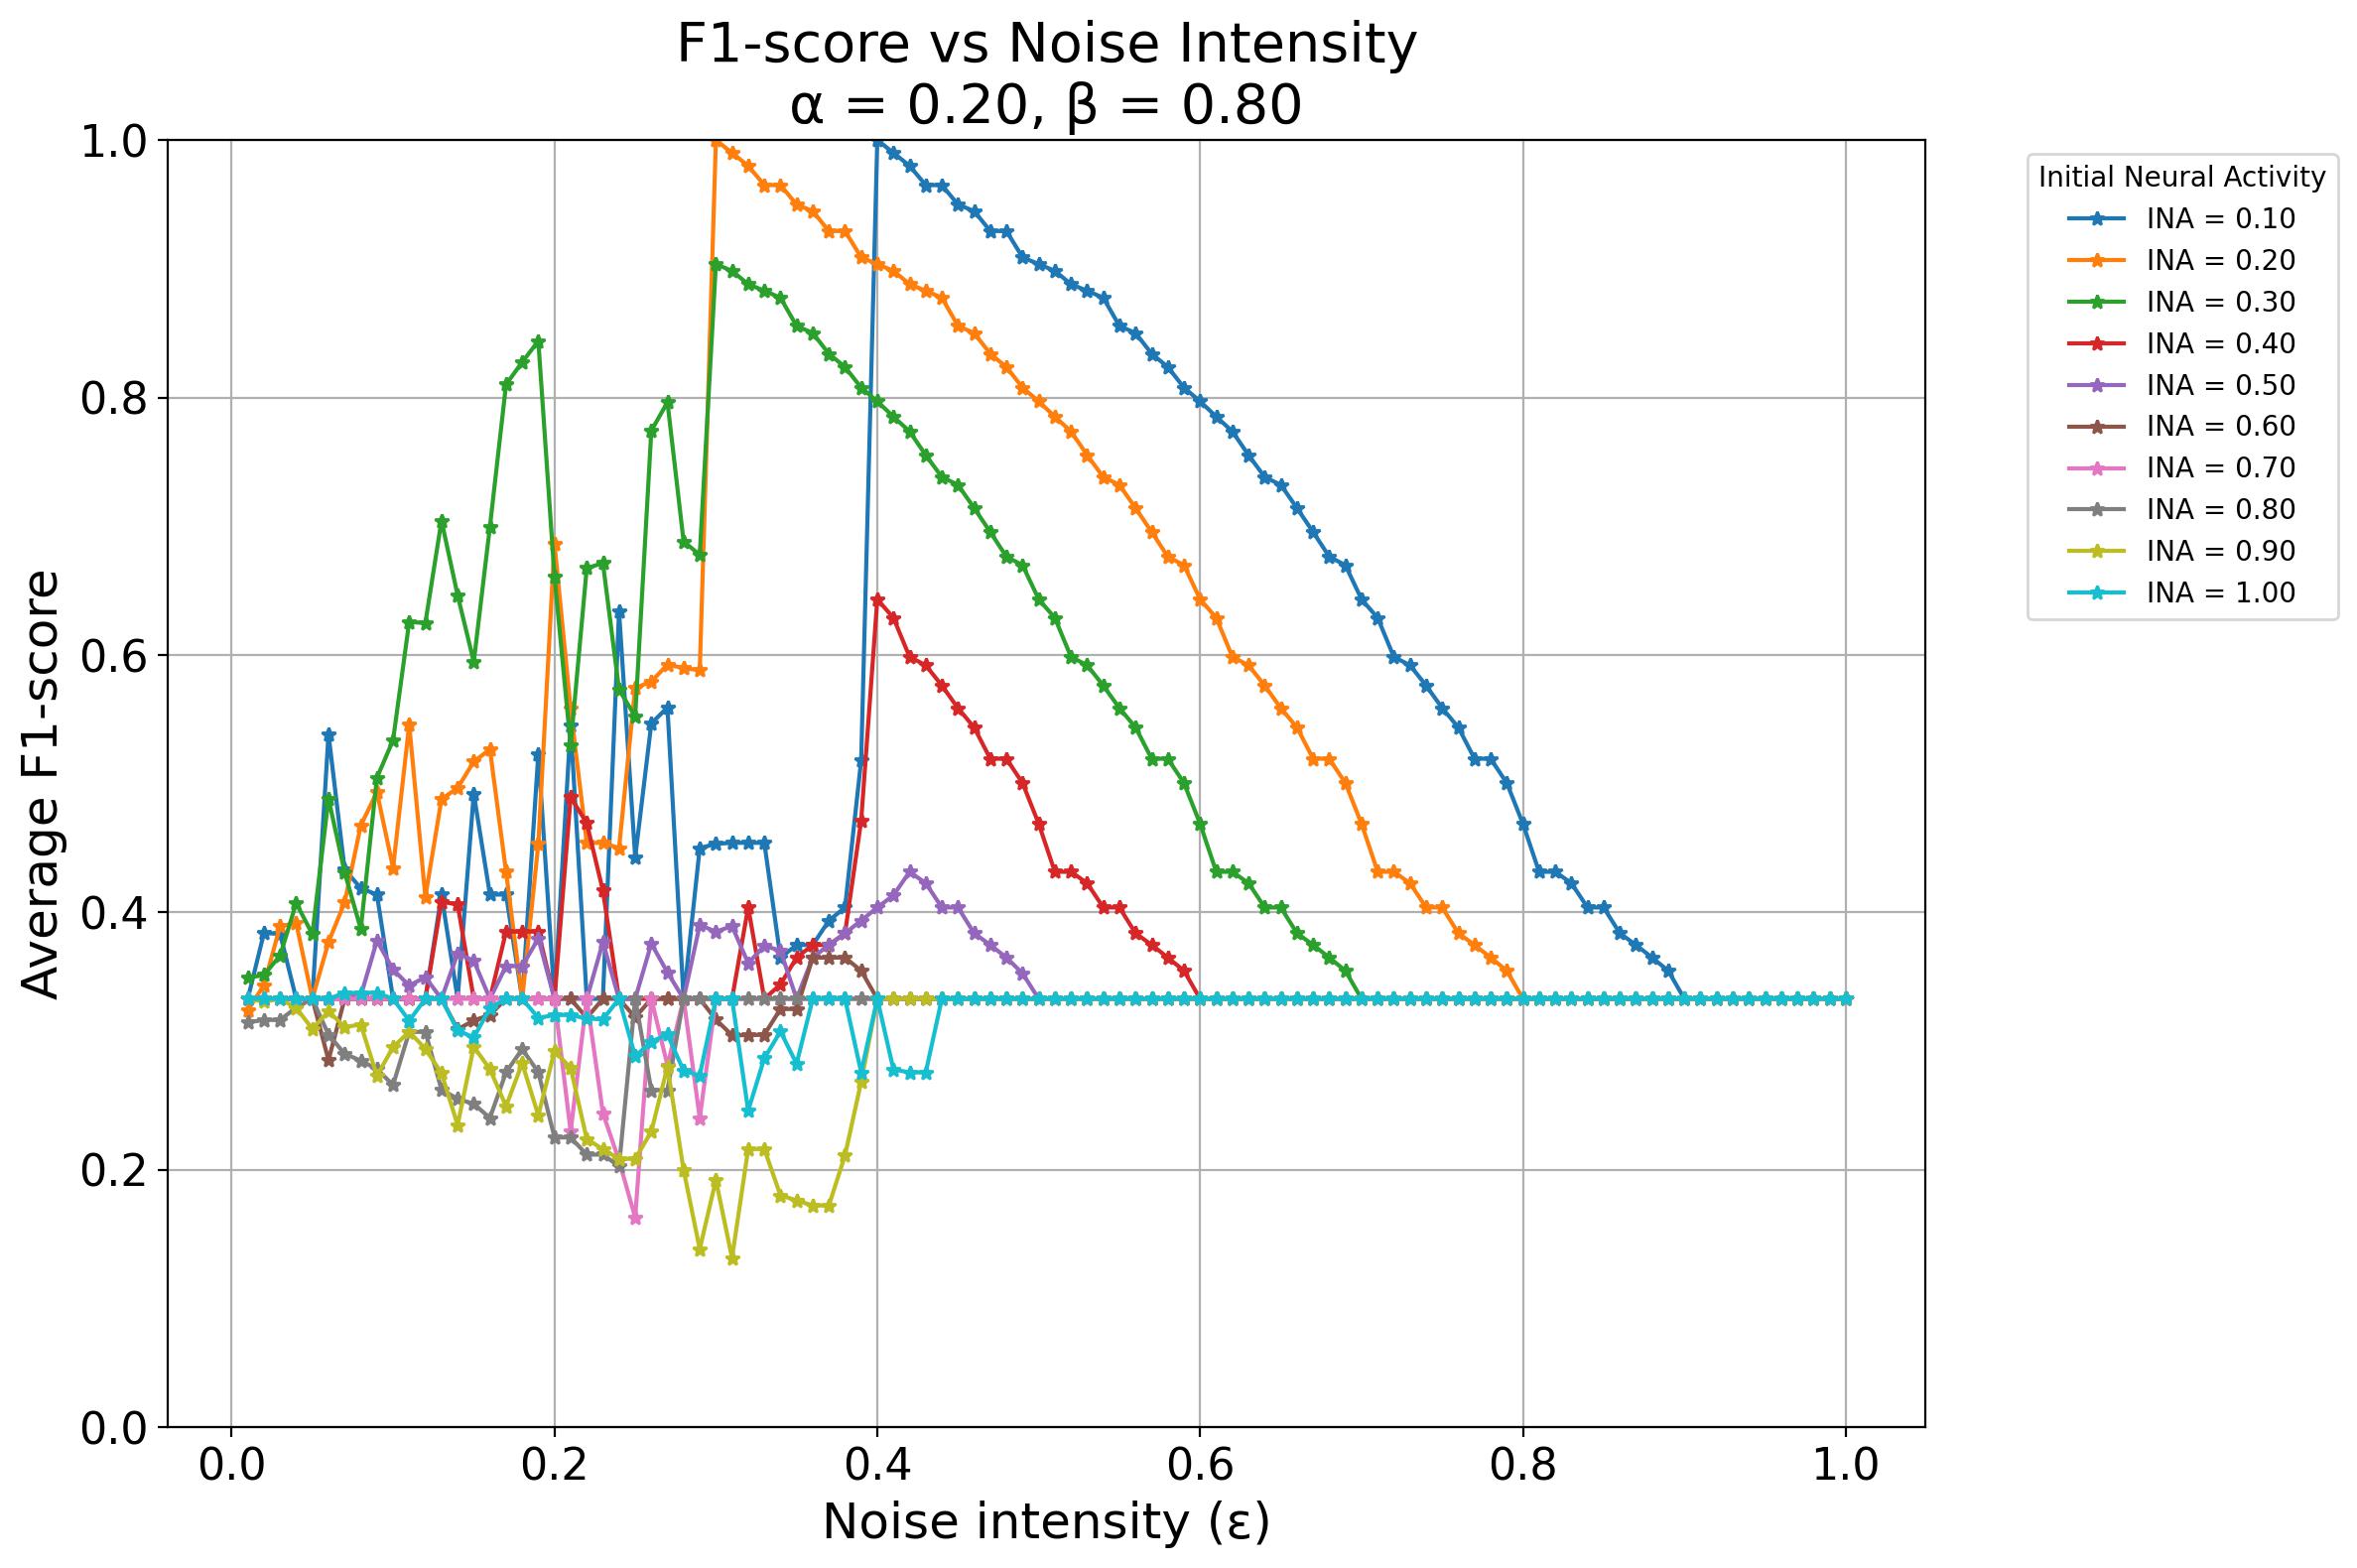 F1-score vs Noise Intensity
α = 0.20, β = 0.80
1.0
0.8
0.6
0.4
0.2
0.0
Average F1-score
0.0 0.2 0.4 0.6 0.8 1.0
Noise intensity (ε)
Initial Neural Activity
INA = 0.10
INA = 0.20
INA = 0.30
INA = 0.40
INA = 0.50
INA = 0.60
INA = 0.70
INA = 0.80
INA = 0.90
INA = 1.00